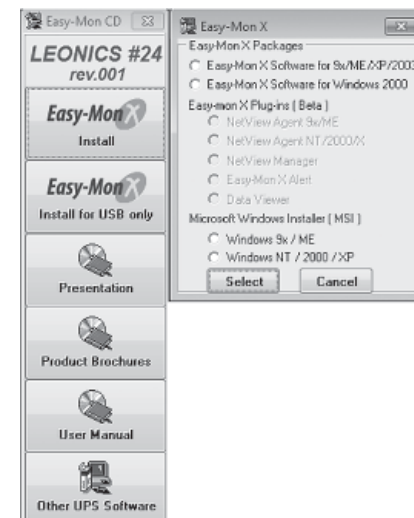 Easy-Mon CD
LEONICS #24
rev.001
Easy-Mon X
Install
Easy-Mon X
Install for USB only
Presentation
Product Brochures
User Manual
Other UPS Software
Easy-Mon X
Easy-Mon X Packages
Easy-Mon X Software for 9x/ME/XP/2003
Easy-Mon X Software for Windows 2000
Easy-mon X Plug-ins ( Beta )
NetView Agent 9x/ME
NetView Agent NT/2000/X
NetView Manager
Easy-Mon X Alert
Data Viewer
Microsoft Windows Installer ( MSI )
Windows 9x / ME
Windows NT / 2000 / XP
Select
Cancel